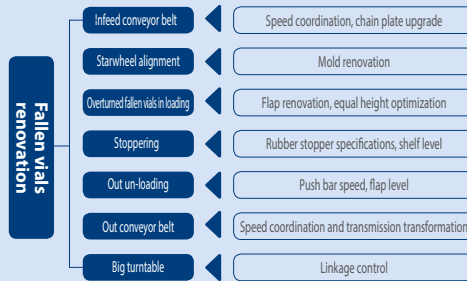 Fallen vials
renovation
Infeed conveyor belt
Speed coordination, chain plate upgrade
Starwheel alignment
Mold renovation
Overturned fallen vials in loading
Flap renovation, equal height optimization
Stoppering
Rubber stopper specifications, shelf level
Out un-loading
Push bar speed, flap level
Out conveyor belt
Speed coordination and transmission transformation
Big turntable
Linkage control